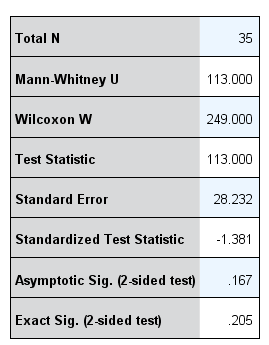 Total N 35
Mann-Whitney U 113.000
Wilcoxon W 249.000
Test Statistic 113.000
Standard Error 28.232
Standardized Test Statistic -1.381
Asymptotic Sig. (2-sided test) .167
Exact Sig. (2-sided test) .205